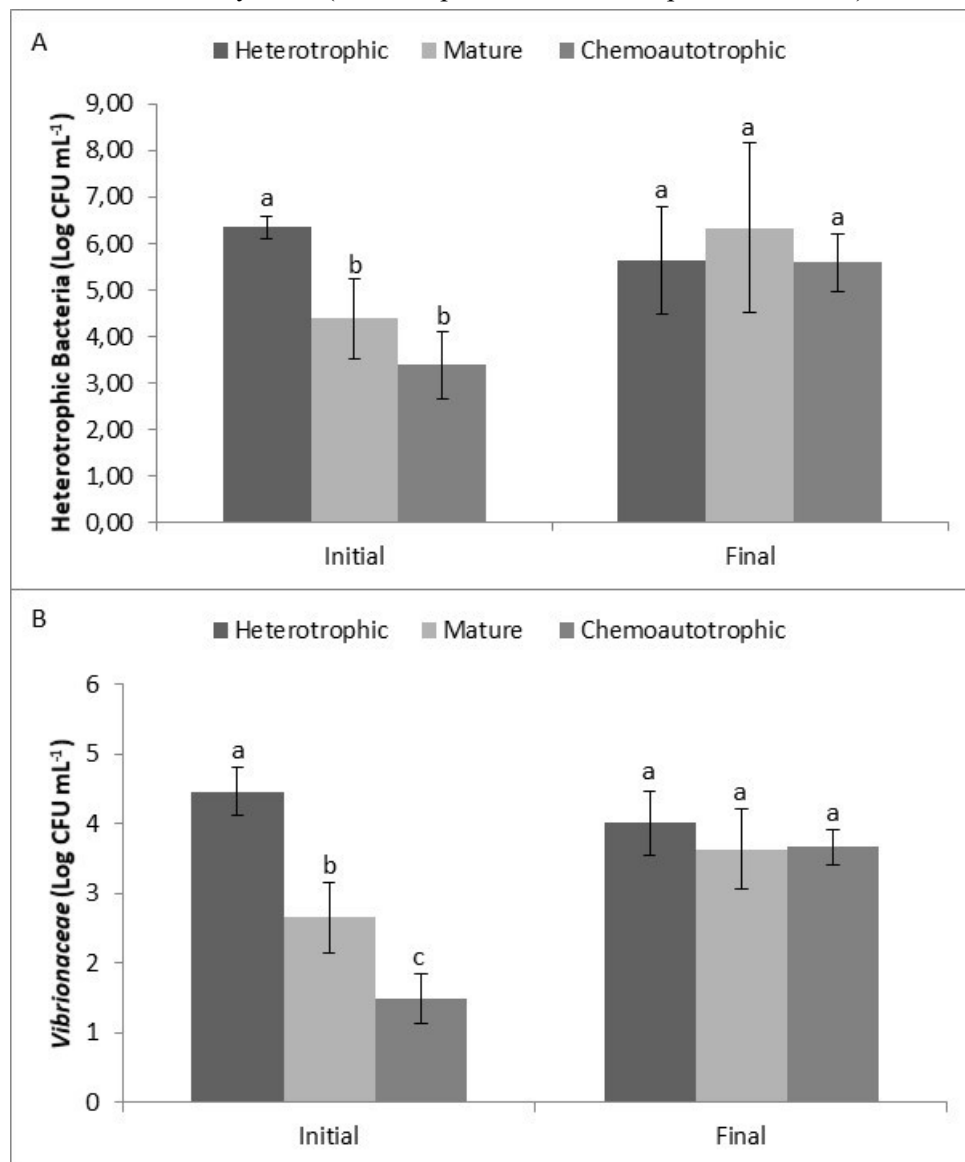 A
Heterotrophic Mature Chemoautotrophic
Heterotrophic Bacteria (Log CFU mL-1)
9,00
8,00
7,00
6,00
5,00
4,00
3,00
2,00
1,00
0,00
a
b
b
a
a
a
Initial Final
B
Heterotrophic Mature Chemoautotrophic
Vibrionaceae (Log CFU mL-1)
6
5
4
3
2
1
0
a
b
c
a
a
a
Initial Final